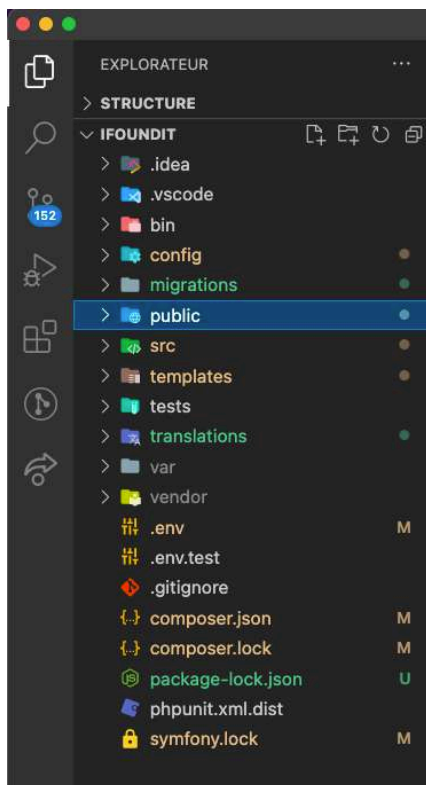 EXPLORATEUR ...
STRUCTURE
IFOUNDIT
.idea
152
.vscode
bin
config
migrations
public
src
templates
tests
translations
var
vendor
.env M
.env.test
.gitignore
{..} composer.json M
{..} composer.lock M
JS package-lock.json U
phpunit.xml.dist
symfony.lock M